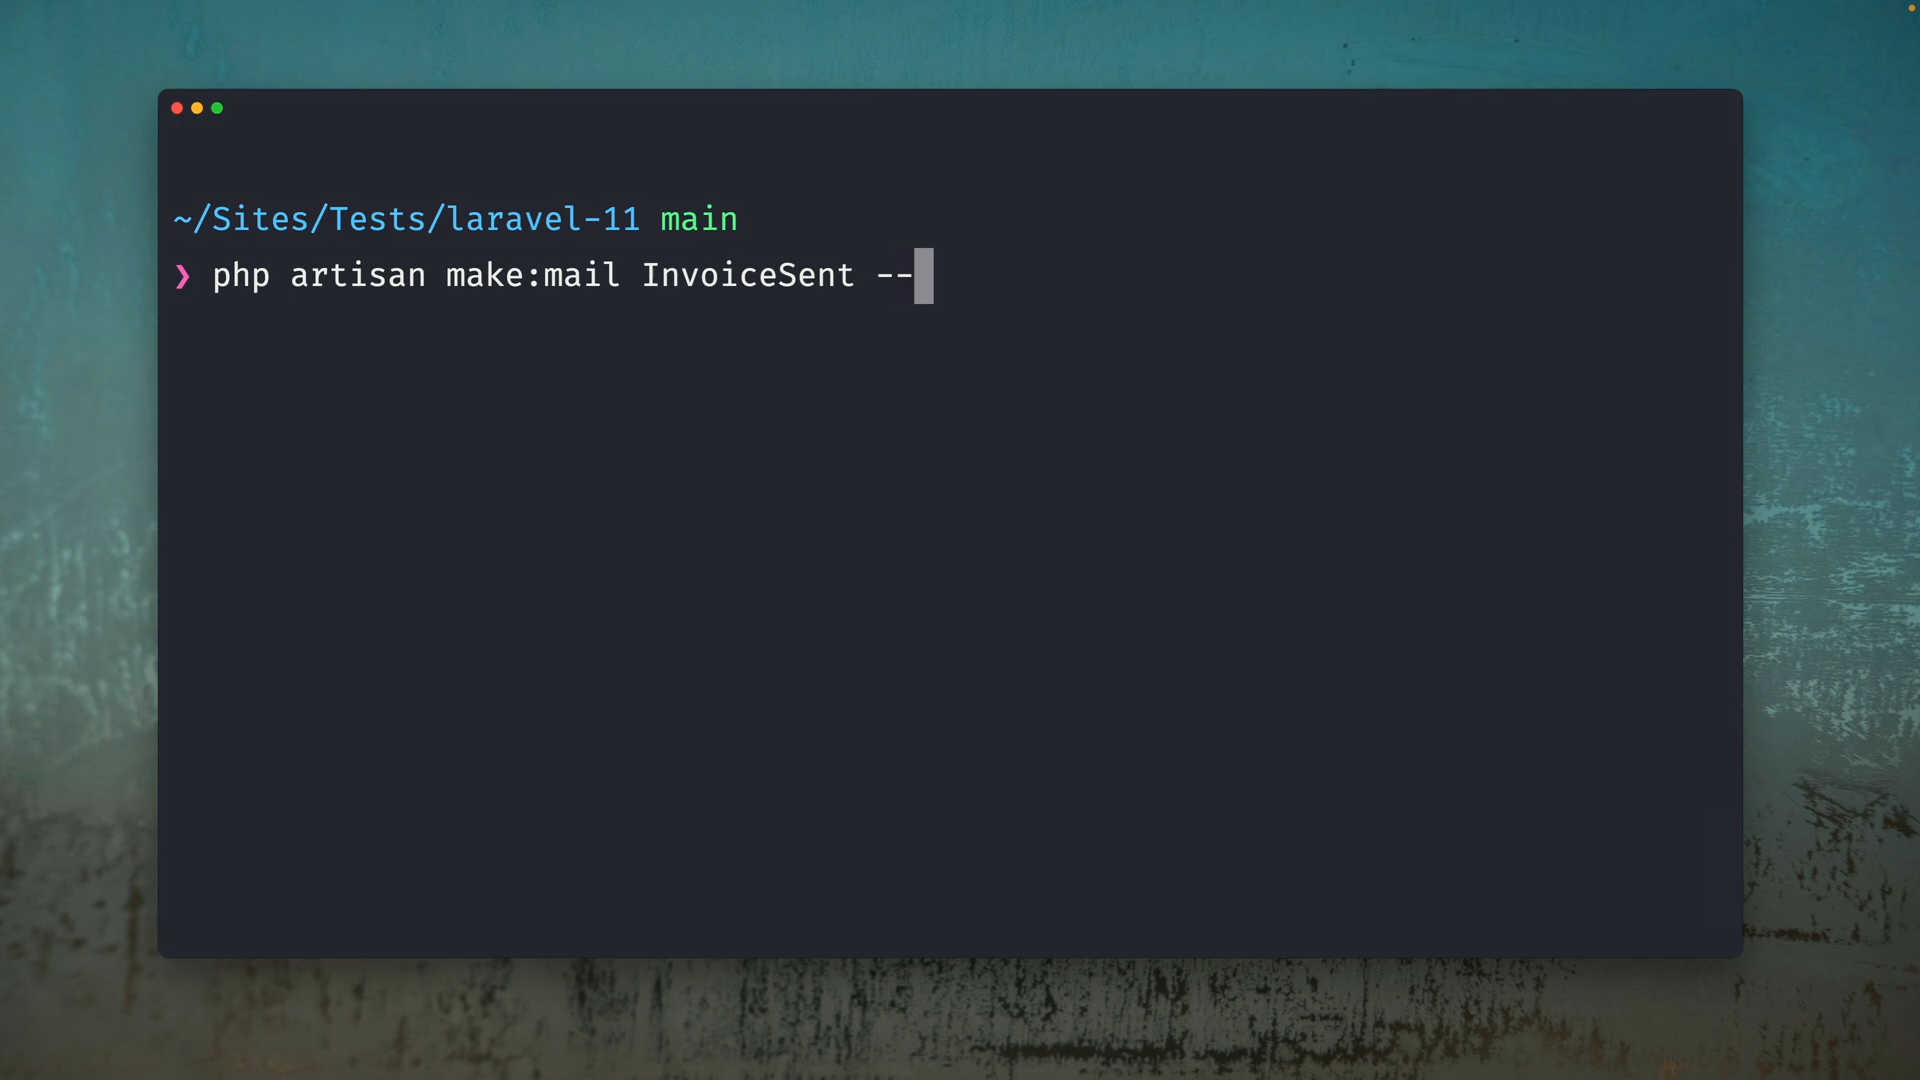 ~/Sites/Tests/laravel-11 main
❯ php artisan make:mail InvoiceSent --